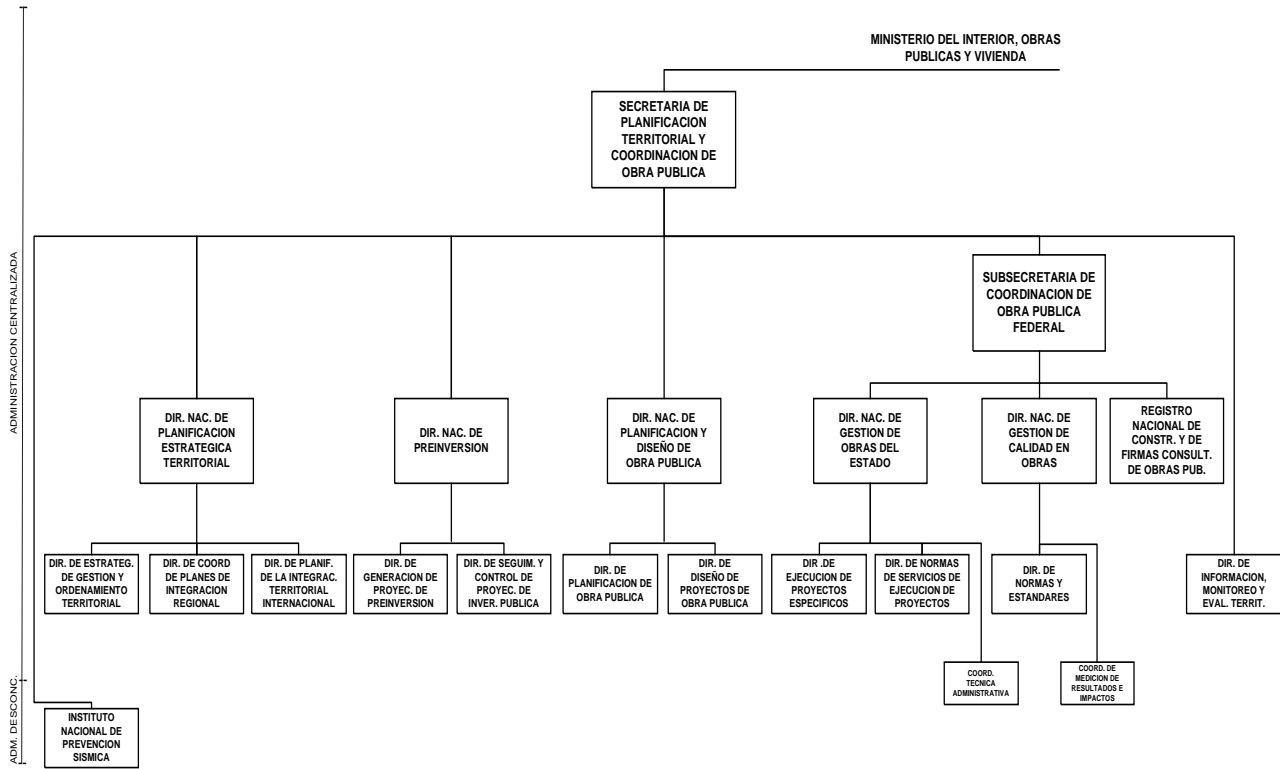 MINISTERIO DEL INTERIOR, OBRAS
PUBLICAS Y VIVIENDA
SECRETARIA DE
PLANIFICACION
TERRITORIAL Y
COORDINACION DE
OBRA PUBLICA
ADMINISTRACION CENTRALIZADA
SUBSECRETARIA DE
COORDINACION DE
OBRA PUBLICA
FEDERAL
DIR. NAC. DE
PLANIFICACION
ESTRATEGICA
TERRITORIAL
DIR. NAC. DE
PREINVERSION
DIR. NAC. DE
PLANIFICACION Y
DISEÑO DE
OBRA PUBLICA
DIR. NAC. DE
GESTION DE
OBRAS DEL
ESTADO
DIR. NAC. DE
GESTION DE
CALIDAD EN
OBRAS
REGISTRO
NACIONAL DE
CONSTR. Y DE
FIRMAS CONSULT.
DE OBRAS PUB.
DIR. DE ESTRATEG.
DE GESTION Y
ORDENAMIENTO
TERRITORIAL
DIR. DE COORD
DE PLANES DE
INTEGRACION
REGIONAL
DIR. DE PLANIF.
DE LA INTEGRAC.
TERRITORIAL
INTERNACIONAL
DIR. DE
GENERACION DE
PROYEC. DE
PREINVERSION
DIR. DE SEGUIM. Y
CONTROL DE
PROYEC. DE
INVER. PUBLICA
DIR. DE
PLANIFICACION DE
OBRA PUBLICA
DIR. DE
DISEÑO DE
PROYECTOS DE
OBRA PUBLICA
DIR .DE
EJECUCION DE
PROYECTOS
ESPECIFICOS
DIR. DE NORMAS
DE SERVICIOS DE
EJECUCION DE
PROYECTOS
DIR. DE
NORMAS Y
ESTANDARES
DIR. DE
INFORMACION,
MONITOREO Y
EVAL. TERRIT.
COORD.
TECNICA
ADMINISTRATIVA
COORD. DE
MEDICION DE
RESULTADOS E
IMPACTOS
ADM. DESCONC.
INSTITUTO
NACIONAL DE
PREVENCION
SISMICA